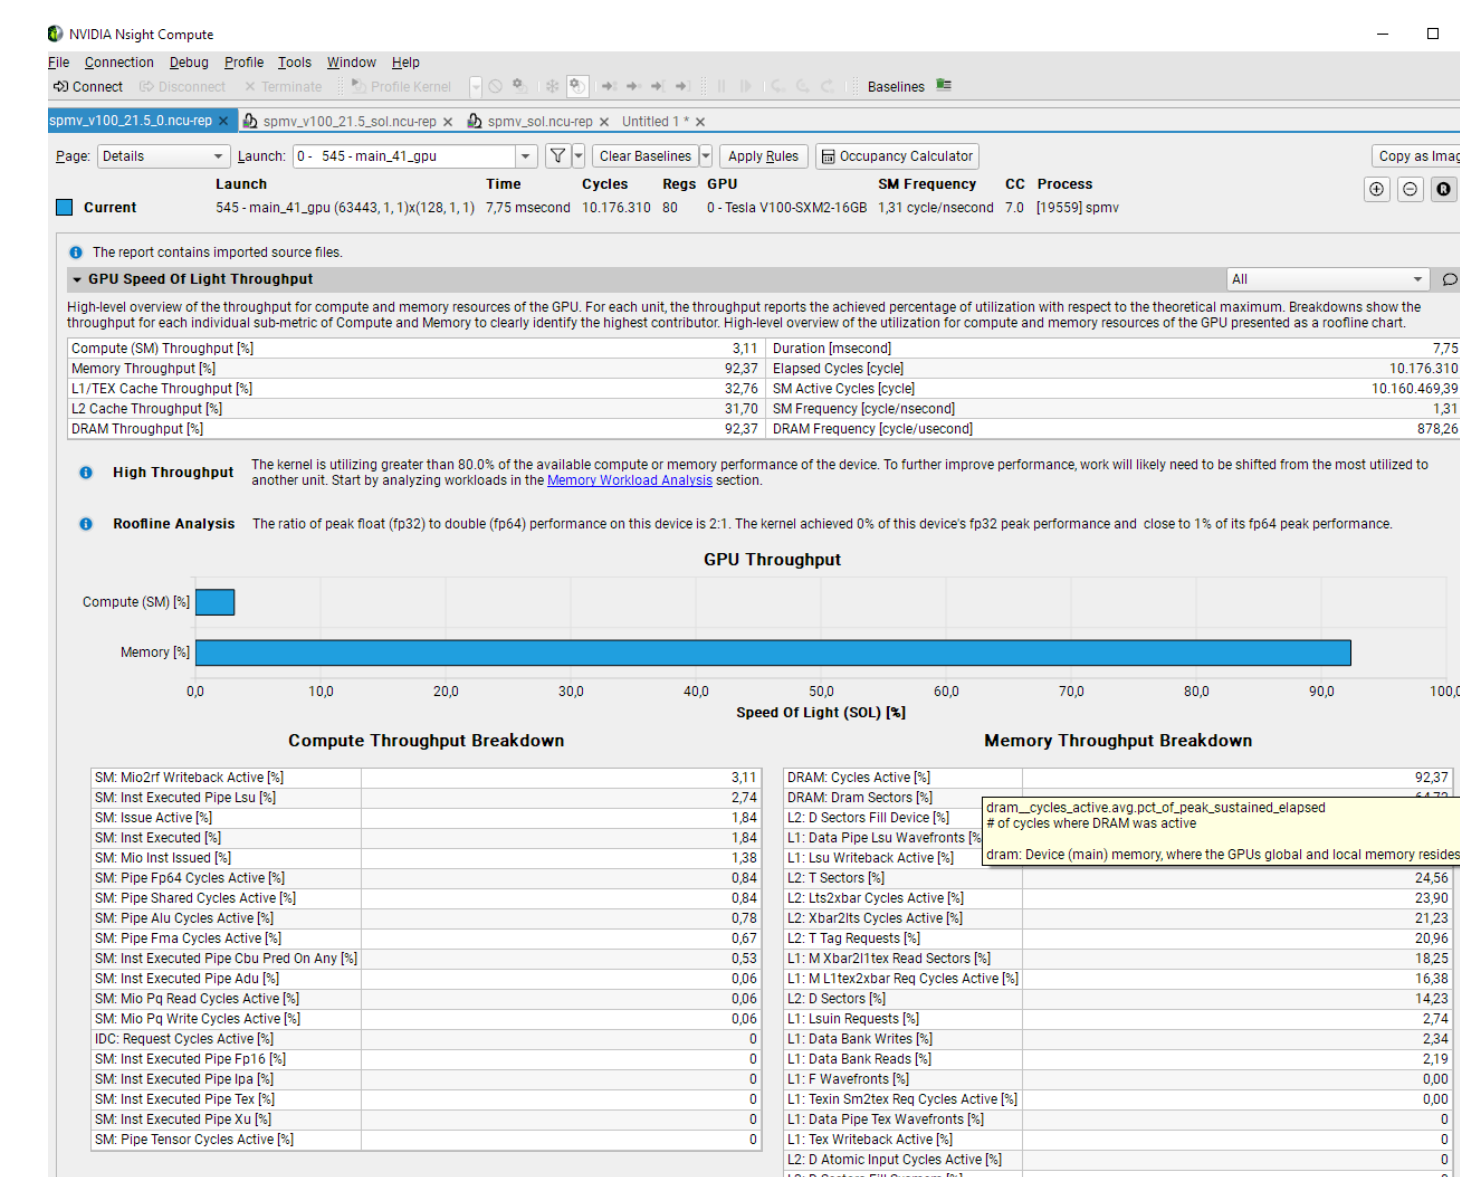 NVIDIA Nsight Compute
File Connection Debug Profile Tools Window Help
Connect Disconnect Terminate Profile Kernel Baselines
spmv_v100_21.5_0.ncu-rep spmv_v100_21.5_sol.ncu-rep spmv_sol.ncu-rep Untitled 1 *
Page: Details Launch: 0 - 545 - main_41_gpu Clear Baselines Apply Rules Occupancy Calculator Copy as Imag
Launch Time Cycles Regs GPU SM Frequency CC Process
Current 545 - main_41_gpu (63443, 1, 1)x(128, 1, 1) 7,75 msecond 10.176.310 80 0 - Tesla V100-SXM2-16GB 1,31 cycle/nsecond 7.0 [19559] spmv
The report contains imported source files.
GPU Speed Of Light Throughput All
High-level overview of the throughput for compute and memory resources of the GPU. For each unit, the throughput reports the achieved percentage of utilization with respect to the theoretical maximum. Breakdowns show the
throughput for each individual sub-metric of Compute and Memory to clearly identify the highest contributor. High-level overview of the utilization for compute and memory resources of the GPU presented as a roofline chart.
Compute (SM) Throughput [%] 3,11 Duration [msecond] 7,75
Memory Throughput [%] 92,37 Elapsed Cycles [cycle] 10.176.310
L1/TEX Cache Throughput [%] 32,76 SM Active Cycles [cycle] 10.160.469,39
L2 Cache Throughput [%] 31,70 SM Frequency [cycle/nsecond] 1,31
DRAM Throughput [%] 92,37 DRAM Frequency [cycle/usecond] 878,26
High Throughput The kernel is utilizing greater than 80.0% of the available compute or memory performance of the device. To further improve performance, work will likely need to be shifted from the most utilized to
another unit. Start by analyzing workloads in the Memory Workload Analysis section.
Roofline Analysis The ratio of peak float (fp32) to double (fp64) performance on this device is 2:1. The kernel achieved 0% of this device's fp32 peak performance and close to 1% of its fp64 peak performance.
GPU Throughput
Compute (SM) [%]
Memory [%]
0,0 10,0 20,0 30,0 40,0 50,0 60,0 70,0 80,0 90,0 100,0
Speed Of Light (SOL) [%]
Compute Throughput Breakdown
SM: Mio2rf Writeback Active [%] 3,11
SM: Inst Executed Pipe Lsu [%] 2,74
SM: Issue Active [%] 1,84
SM: Inst Executed [%] 1,84
SM: Mio Inst Issued [%] 1,38
SM: Pipe Fp64 Cycles Active [%] 0,84
SM: Pipe Shared Cycles Active [%] 0,84
SM: Pipe Alu Cycles Active [%] 0,78
SM: Pipe Fma Cycles Active [%] 0,67
SM: Inst Executed Pipe Cbu Pred On Any [%] 0,53
SM: Inst Executed Pipe Adu [%] 0,06
SM: Mio Pq Read Cycles Active [%] 0,06
SM: Mio Pq Write Cycles Active [%] 0,06
IDC: Request Cycles Active [%] 0
SM: Inst Executed Pipe Fp16 [%] 0
SM: Inst Executed Pipe Ipa [%] 0
SM: Inst Executed Pipe Tex [%] 0
SM: Inst Executed Pipe Xu [%] 0
SM: Pipe Tensor Cycles Active [%] 0
Memory Throughput Breakdown
DRAM: Cycles Active [%] 92,37
DRAM: Dram Sectors [%]
L2: D Sectors Fill Device [%]
L1: Data Pipe Lsu Wavefronts [%
L1: Lsu Writeback Active [%]
dram__cycles_active.avg.pct_of_peak_sustained_elapsed
# of cycles where DRAM was active
dram: Device (main) memory, where the GPUs global and local memory resides
L2: T Sectors [%] 24,56
L2: Lts2xbar Cycles Active [%] 23,90
L2: Xbar2lts Cycles Active [%] 21,23
L2: T Tag Requests [%] 20,96
L1: M Xbar2l1tex Read Sectors [%] 18,25
L1: M L1tex2xbar Req Cycles Active [%] 16,38
L2: D Sectors [%] 14,23
L1: Lsuin Requests [%] 2,74
L1: Data Bank Writes [%] 2,34
L1: Data Bank Reads [%] 2,19
L1: F Wavefronts [%] 0,00
L1: Texin Sm2tex Req Cycles Active [%] 0,00
L1: Data Pipe Tex Wavefronts [%] 0
L1: Tex Writeback Active [%] 0
L2: D Atomic Input Cycles Active [%] 0